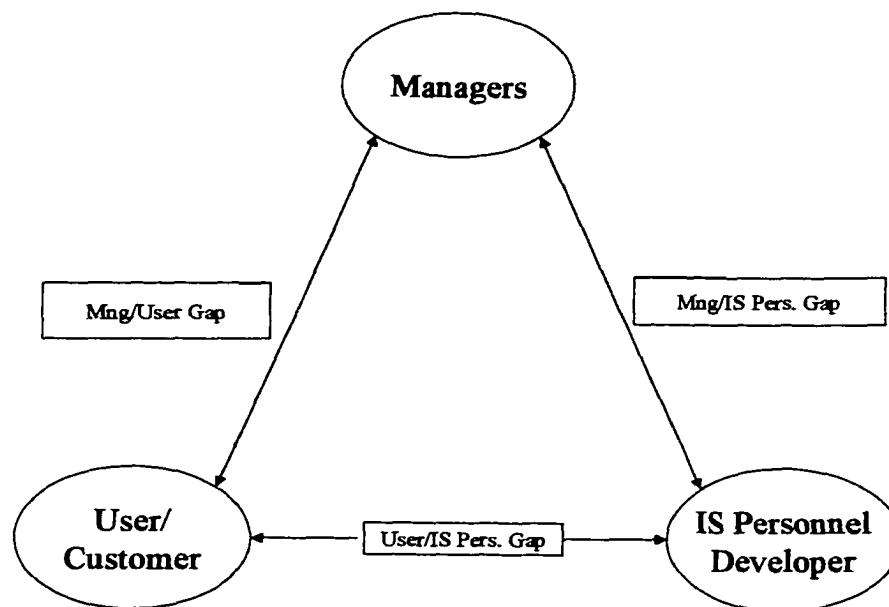 Managers
Mng/User Gap
Mng/IS Pers. Gap
User/
Customer
User/IS Pers. Gap
IS Personnel
Developer